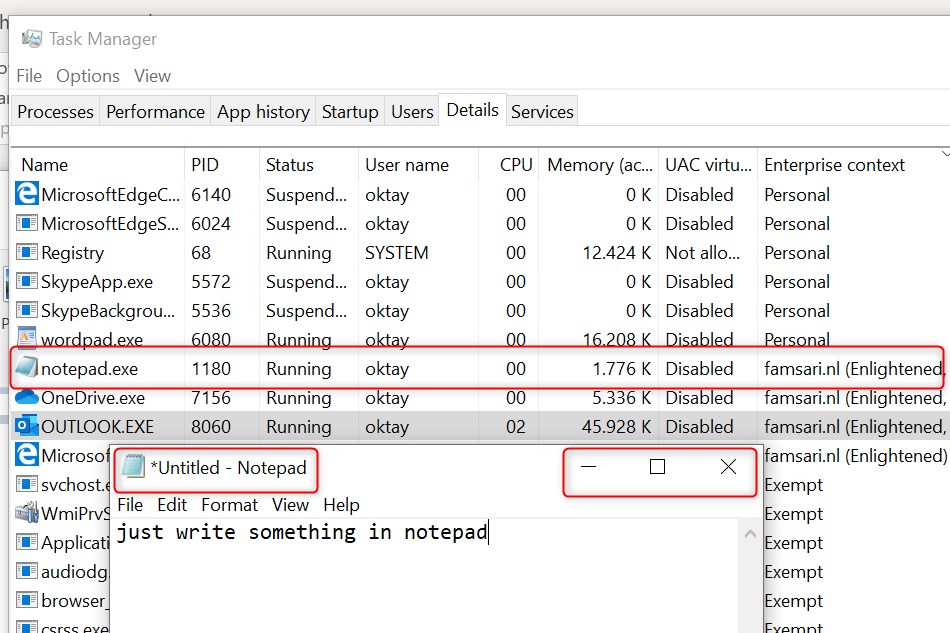 Task Manager
File Options View
Processes Performance App history Startup Users Details Services
Name PID Status User name CPU Memory (ac... UAC virtu... Enterprise context
MicrosoftEdgeC... 6140 Suspend... oktay 00 0 K Disabled Personal
MicrosoftEdgeS... 6024 Suspend... oktay 00 0 K Disabled Personal
Registry 68 Running SYSTEM 00 12.424 K Not allo... Personal
SkypeApp.exe 5572 Suspend... oktay 00 0 K Disabled Personal
SkypeBackgrou... 5536 Suspend... oktay 00 0 K Disabled Personal
wordpad.exe 6080 Running oktay 00 16.208 K Disabled Personal
notepad.exe 1180 Running oktay 00 1.776 K Disabled famsari.nl (Enlightened,
OneDrive.exe 7156 Running oktay 00 5.336 K Disabled famsari.nl (Enlightened,
OUTLOOK.EXE 8060 Running oktay 02 45.928 K Disabled famsari.nl (Enlightened,
Microsof famsari.nl (Enlightened)
*Untitled - Notepad
svchost.e Exempt
File Edit Format View Help
WmiPrvS Exempt
just write something in notepad
Applicati Exempt
audiodg. Exempt
browser_ Exempt
csrss.exe Exempt